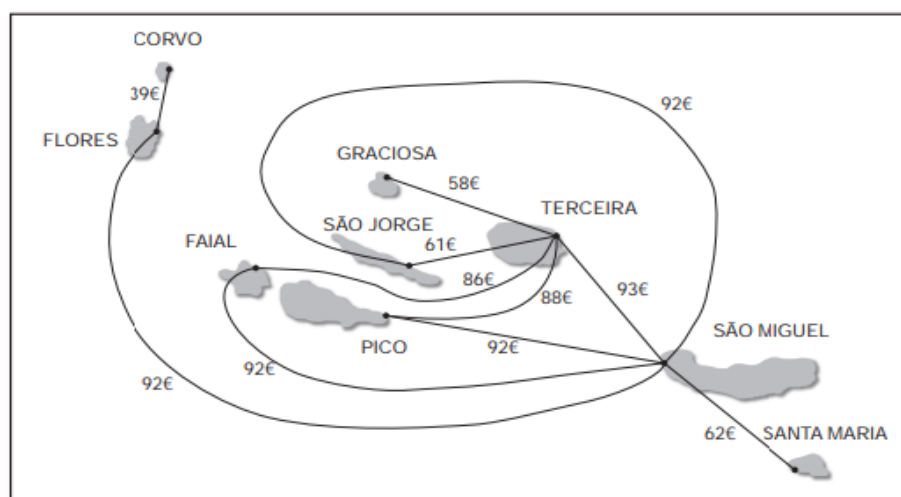 CORVO
39€
FLORES
92€
GRACIOSA
58€
TERCEIRA
SÃO JORGE
61€
FAIAL
86€
88€
93€
SÃO MIGUEL
PICO
92€
92€
92€
62€
SANTA MARIA